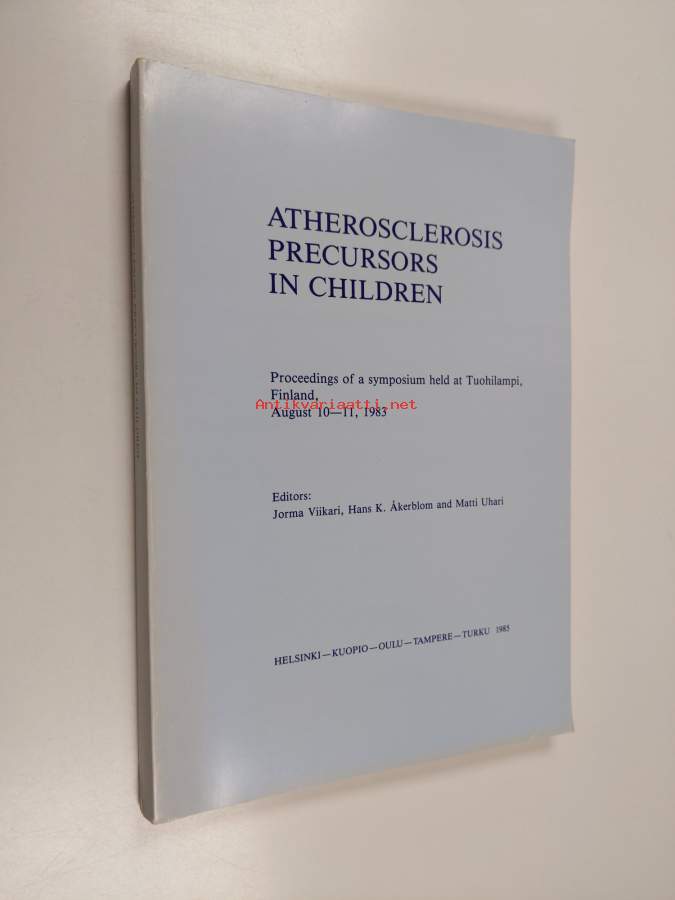 ATHEROSCLEROSIS
PRECURSORS
IN CHILDREN
Proceedings of a symposium held at Tuohilampi,
Finland,
Antikvariaatti.net
August 10—11, 1983
Editors:
Jorma Viikari, Hans K. Åkerblom and Matti Uhari
HELSINKI—KUOPIO—OULU—TAMPERE—TURKU 1985